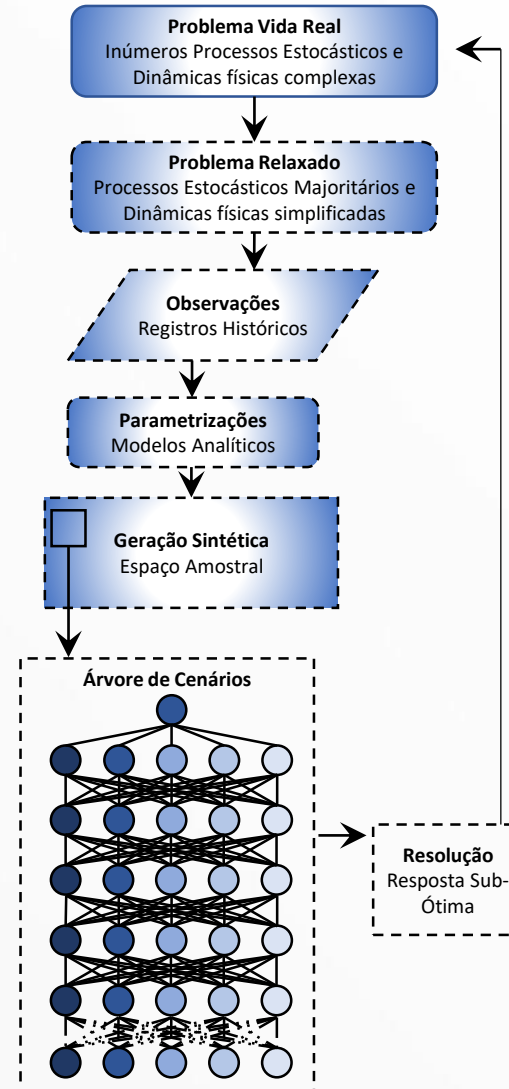 Problema Vida Real
Inúmeros Processos Estocásticos e
Dinâmicas físicas complexas
Problema Relaxado
Processos Estocásticos Majoritários e
Dinâmicas físicas simplificadas
Observações
Registros Históricos
Parametrizações
Modelos Analíticos
Geração Sintética
Espaço Amostral
Árvore de Cenários
Resolução
Resposta Sub-
Ótima